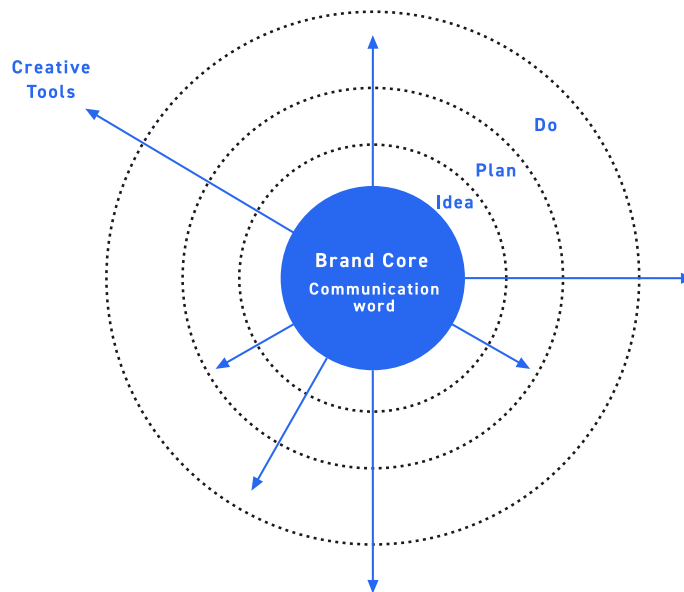 Creative
Tools
Do
Plan
Idea
Brand Core
Communication
word